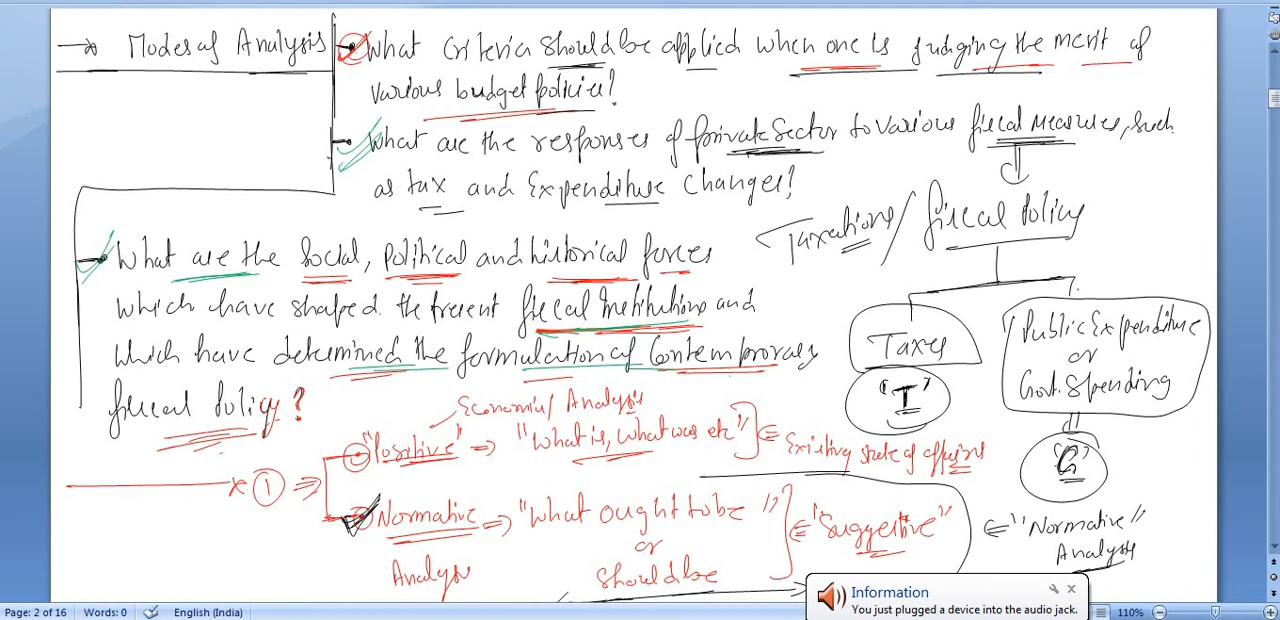 → Modes of Analysis
What Criteria should be applied when one is judging the merit of
various budget policies?
What are the responses of private sector to various fiscal measures, such
as tax and Expenditure Changes?
Taxations / fiscal Policy
What are the Social, Political and historical forces
which have shaped the present fiscal Institutions and
which have determined the formulation of Contemporary
fiscal Policy?
Taxes
"T"
Public Expenditure
or
Govt. Spending
"G"
Economic / Analysis
"Positive" ⇒ "What is, What was etc" ⇐ Existing state of affairs
① ⇒
② Normative ⇒ "What ought to be" ⇐ "Suggestive"
Analysis
or
should be
⇐ "Normative"
Analysis
Information
You just plugged a device into the audio jack.
Page: 2 of 16 Words: 0 English (India) 110%